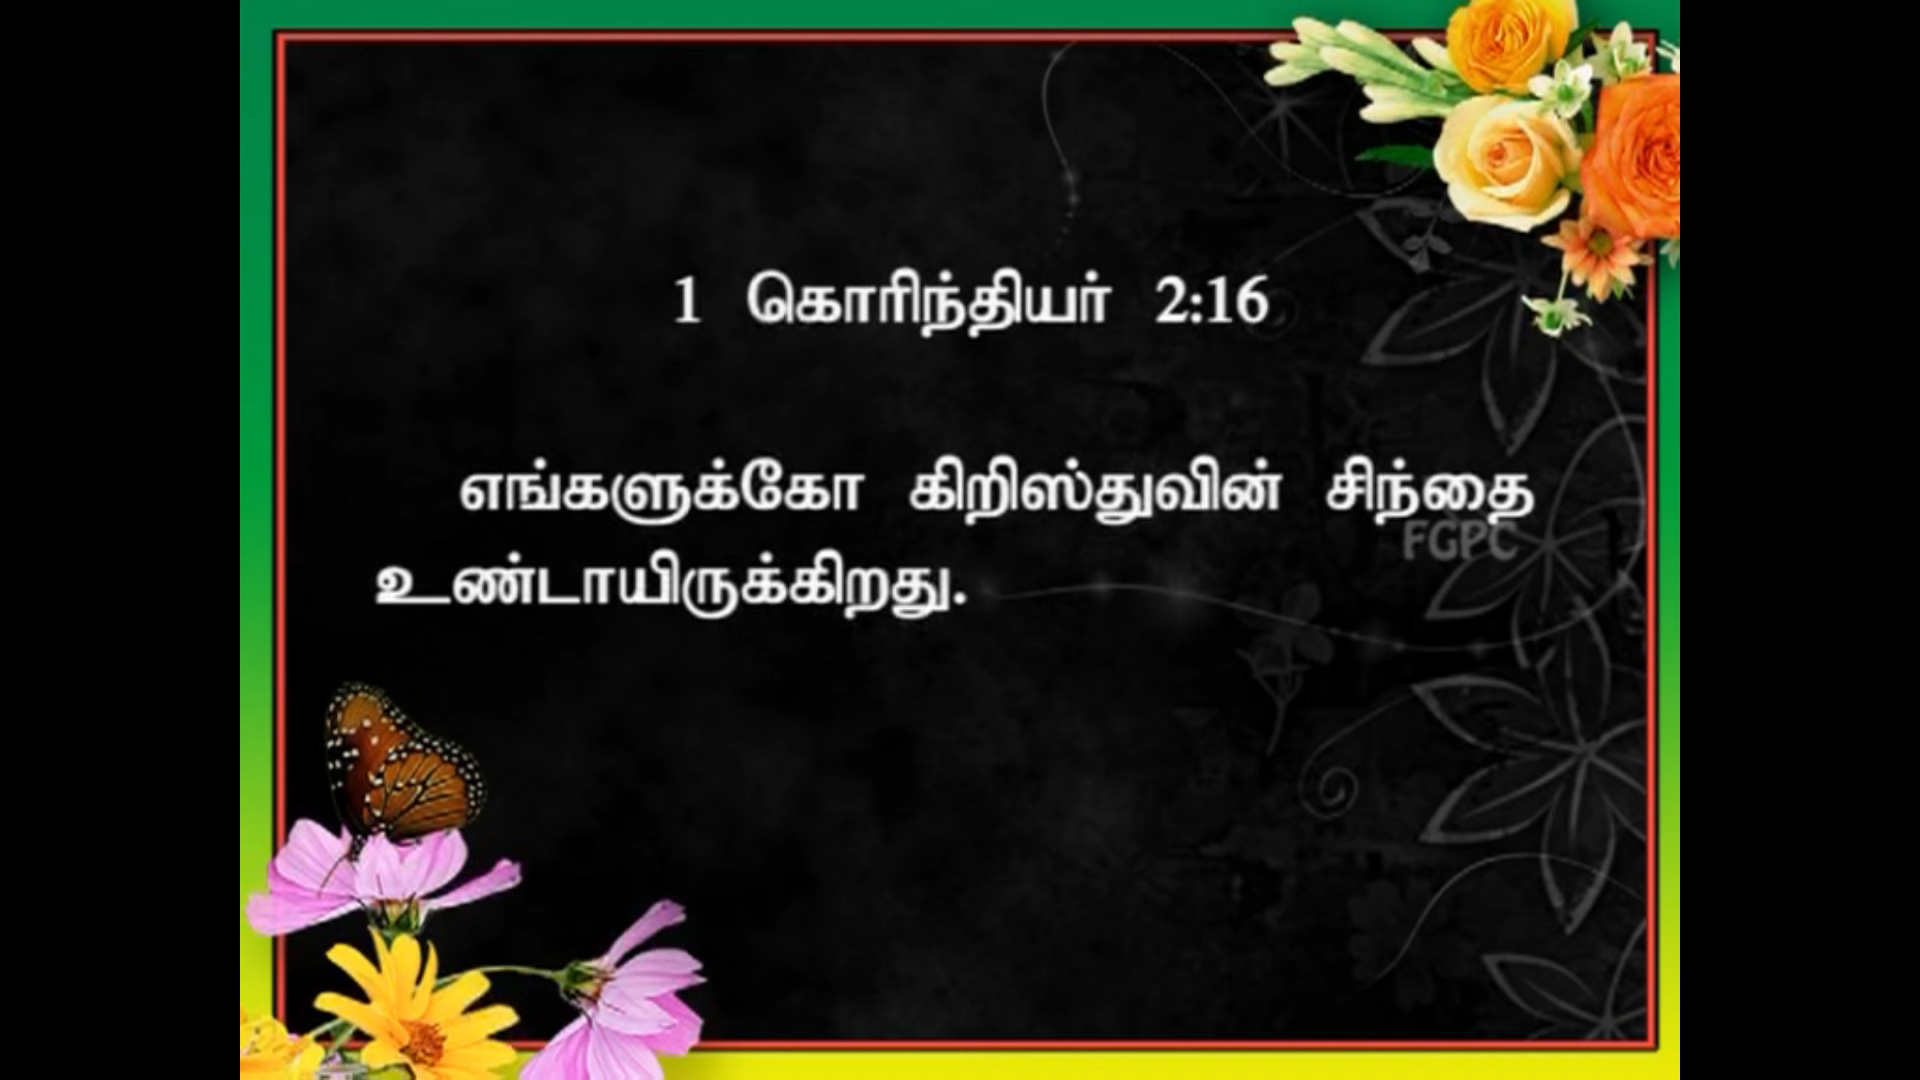 1 கொரிந்தியர் 2:16
எங்களுக்கோ கிறிஸ்துவின் சிந்தை
FGPC
உண்டாயிருக்கிறது.